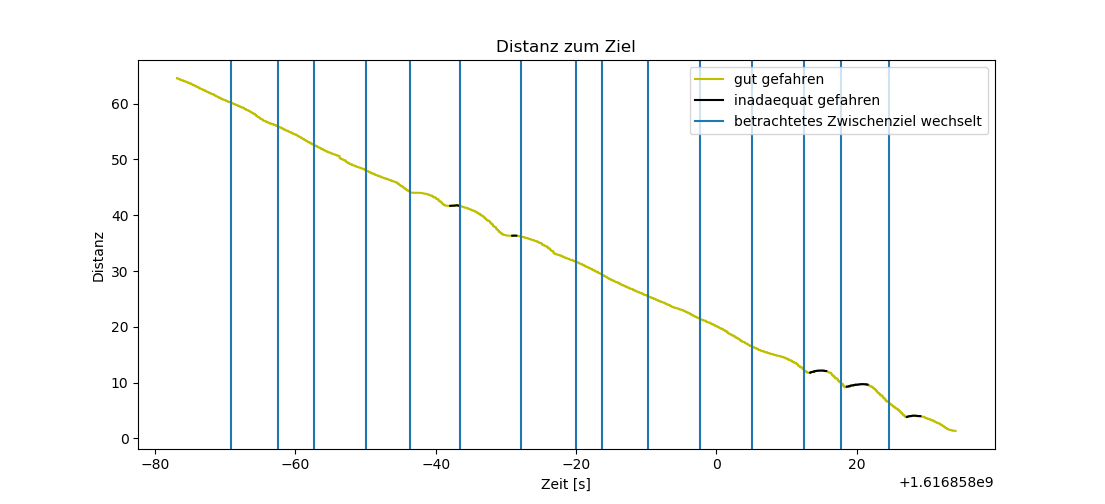 Distanz zum Ziel
gut gefahren
inadaequat gefahren
betrachtetes Zwischenziel wechselt
60
50
40
30
20
10
0
Distanz
−80
−60
−40
−20
0
20
Zeit [s]
+1.616858e9